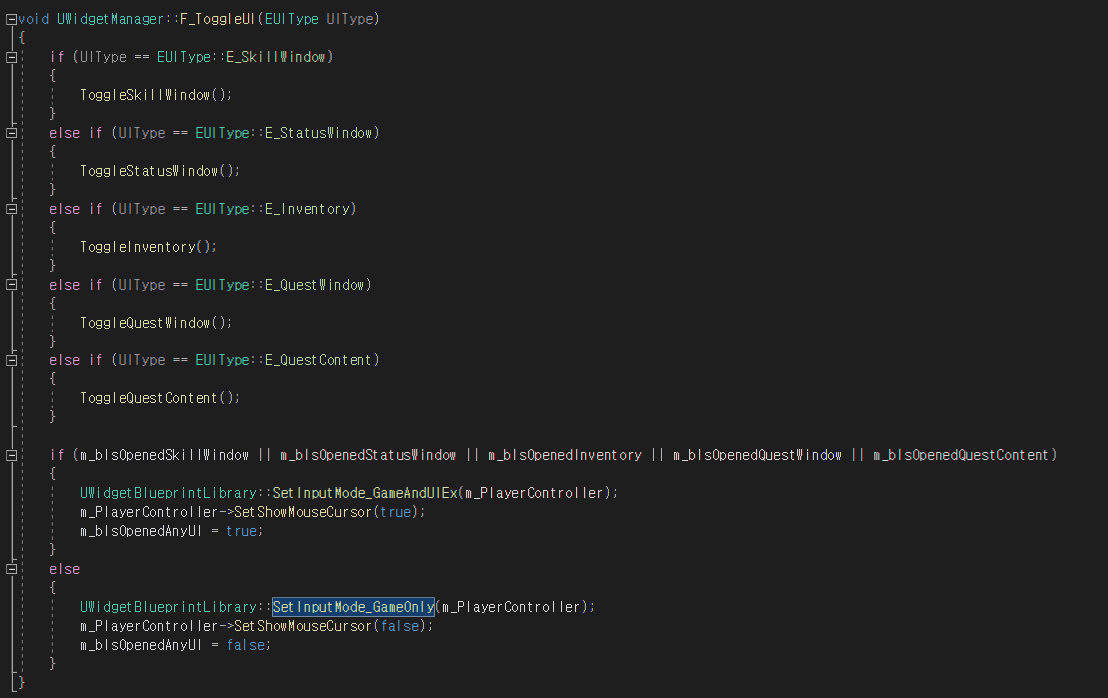 void UWidgetManager::F_ToggleUI(EUIType UIType)
{
if (UIType == EUIType::E_SkillWindow)
{
ToggleSkillWindow();
}
else if (UIType == EUIType::E_StatusWindow)
{
ToggleStatusWindow();
}
else if (UIType == EUIType::E_Inventory)
{
ToggleInventory();
}
else if (UIType == EUIType::E_QuestWindow)
{
ToggleQuestWindow();
}
else if (UIType == EUIType::E_QuestContent)
{
ToggleQuestContent();
}
if (m_bIsOpenedSkillWindow || m_bIsOpenedStatusWindow || m_bIsOpenedInventory || m_bIsOpenedQuestWindow || m_bIsOpenedQuestContent)
{
UWidgetBlueprintLibrary::SetInputMode_GameAndUIEx(m_PlayerController);
m_PlayerController->SetShowMouseCursor(true);
m_bIsOpenedAnyUI = true;
}
else
{
UWidgetBlueprintLibrary::SetInputMode_GameOnly(m_PlayerController);
m_PlayerController->SetShowMouseCursor(false);
m_bIsOpenedAnyUI = false;
}
}